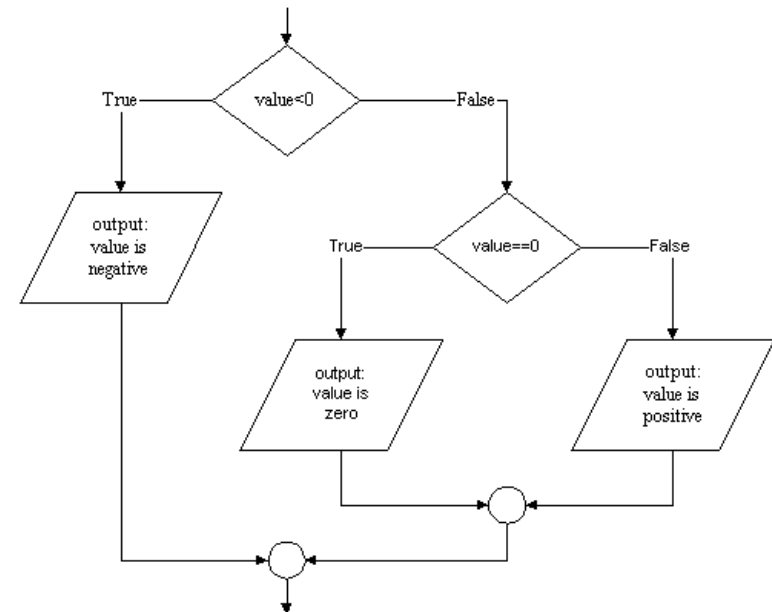 value<0
True
False
output:
value is
negative
value==0
True
False
output:
value is
zero
output:
value is
positive